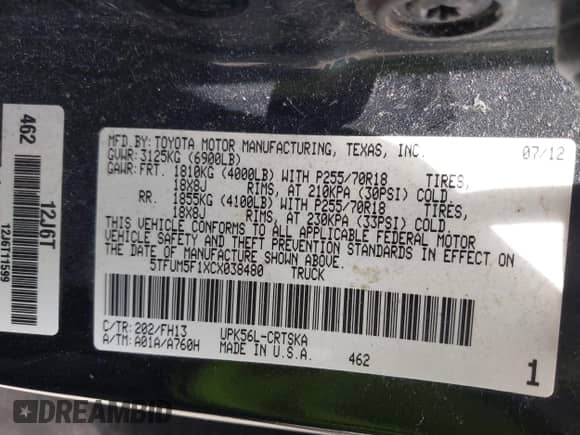 MFD.BY: TOYOTA MOTOR MANUFACTURING, TEXAS, INC. 07/12
GVWR: 3125KG (6900LB)
GAWR: FRT. 1810KG (4000LB) WITH P255/70R18 TIRES,
18x8J RIMS, AT 210KPA (30PSI) COLD.
RR. 1855KG (4100LB) WITH P255/70R18 TIRES,
18x8J RIMS, AT 230KPA (33PSI) COLD.
THIS VEHICLE CONFORMS TO ALL APPLICABLE FEDERAL MOTOR
VEHICLE SAFETY AND THEFT PREVENTION STANDARDS IN EFFECT ON
THE DATE OF MANUFACTURE SHOWN ABOVE.
5TFUM5F1XCX038480 TRUCK
C/TR: 202/FH13 UPK56L-CRTSKA
A/TM: A01A/A760H MADE IN U.S.A. 462
1
462
12J6T
12J6T11599
DREAMBID